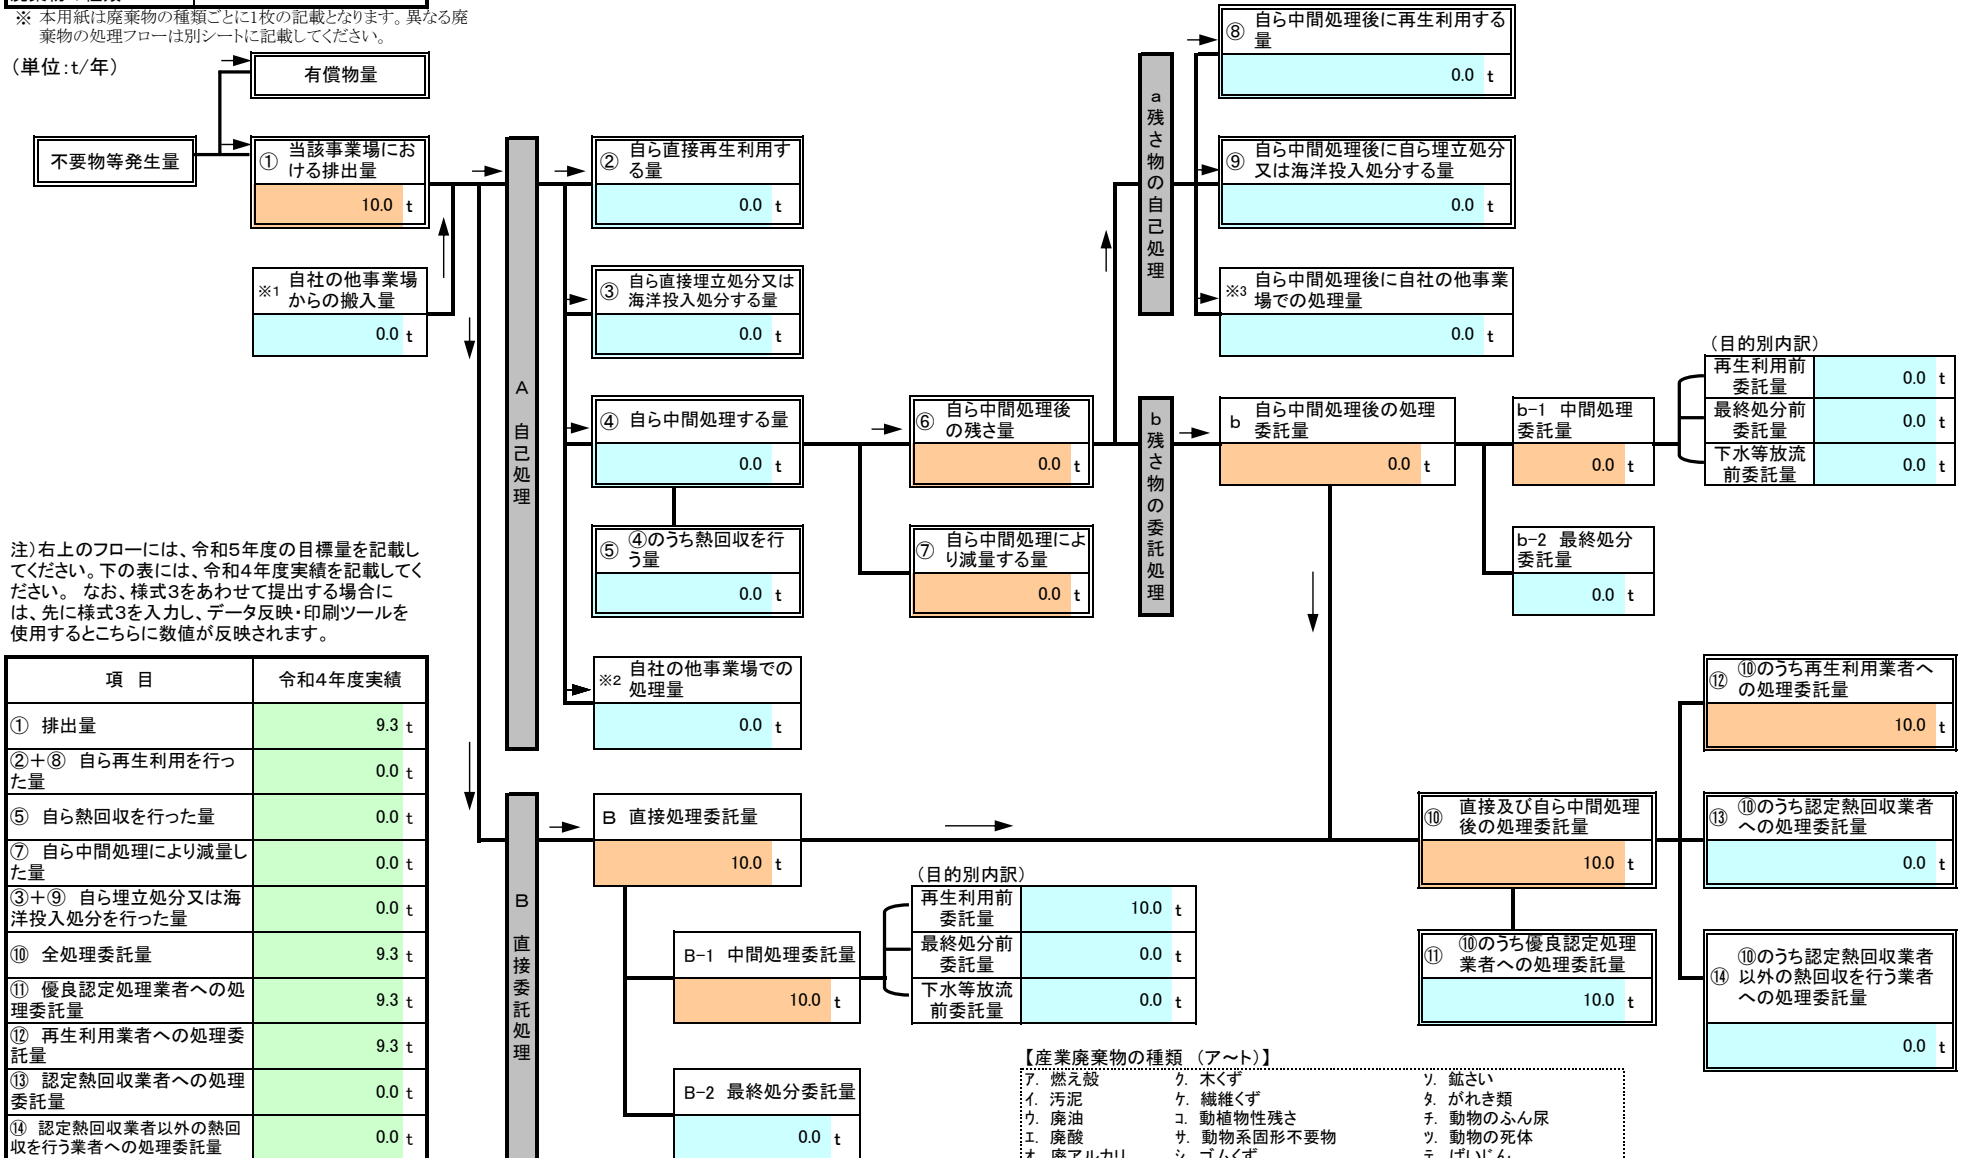 ※ 本用紙は廃棄物の種類ごとに1枚の記載となります。異なる廃
棄物の処理フローは別シートに記載してください。
（単位：t/年）
有償物量
不要物等発生量
① 当該事業場にお
ける排出量
10.0 t
※1 自社の他事業場
からの搬入量
0.0 t
A 自己処理
② 自ら直接再生利用す
る量
0.0 t
③ 自ら直接埋立処分又は
海洋投入処分する量
0.0 t
④ 自ら中間処理する量
0.0 t
⑤ ④のうち熱回収を行
う量
0.0 t
※2 自社の他事業場での
処理量
0.0 t
⑥ 自ら中間処理後
の残さ量
0.0 t
⑦ 自ら中間処理によ
り減量する量
0.0 t
a 残さ物の自己処理
⑧ 自ら中間処理後に再生利用する
量
0.0 t
⑨ 自ら中間処理後に自ら埋立処分
又は海洋投入処分する量
0.0 t
※3 自ら中間処理後に自社の他事業
場での処理量
0.0 t
b 残さ物の委託処理
b 自ら中間処理後の処理
委託量
0.0 t
b-1 中間処理
委託量
0.0 t
（目的別内訳）
再生利用前
委託量
0.0 t
最終処分前
委託量
0.0 t
下水等放流
前委託量
0.0 t
b-2 最終処分
委託量
0.0 t
注）右上のフローには、令和5年度の目標量を記載し
てください。下の表には、令和4年度実績を記載してく
ださい。 なお、様式3をあわせて提出する場合に
は、先に様式3を入力し、データ反映・印刷ツールを
使用するとこちらに数値が反映されます。
項 目 令和4年度実績
① 排出量 9.3 t
②＋⑧ 自ら再生利用を行っ
た量
0.0 t
⑤ 自ら熱回収を行った量 0.0 t
⑦ 自ら中間処理により減量し
た量
0.0 t
③＋⑨ 自ら埋立処分又は海
洋投入処分を行った量
0.0 t
⑩ 全処理委託量 9.3 t
⑪ 優良認定処理業者への処
理委託量
9.3 t
⑫ 再生利用業者への処理委
託量
9.3 t
⑬ 認定熱回収業者への処理
委託量
0.0 t
⑭ 認定熱回収業者以外の熱回
収を行う業者への処理委託量
0.0 t
B 直接委託処理
B 直接処理委託量
10.0 t
B-1 中間処理委託量
10.0 t
（目的別内訳）
再生利用前
委託量
10.0 t
最終処分前
委託量
0.0 t
下水等放流
前委託量
0.0 t
B-2 最終処分委託量
0.0 t
⑩ 直接及び自ら中間処理
後の処理委託量
10.0 t
⑪ ⑩のうち優良認定処理
業者への処理委託量
10.0 t
⑫ ⑩のうち再生利用業者へ
の処理委託量
10.0 t
⑬ ⑩のうち認定熱回収業者
への処理委託量
0.0 t
⑭ ⑩のうち認定熱回収業者
以外の熱回収を行う業者
への処理委託量
0.0 t
【産業廃棄物の種類 （ア～ト）】
ア. 燃え殻 ク. 木くず ソ. 鉱さい
イ. 汚泥 ケ. 繊維くず タ. がれき類
ウ. 廃油 コ. 動植物性残さ チ. 動物のふん尿
エ. 廃酸 サ. 動物系固形不要物 ツ. 動物の死体
オ. 廃アルカリ シ. ゴムくず テ. ばいじん